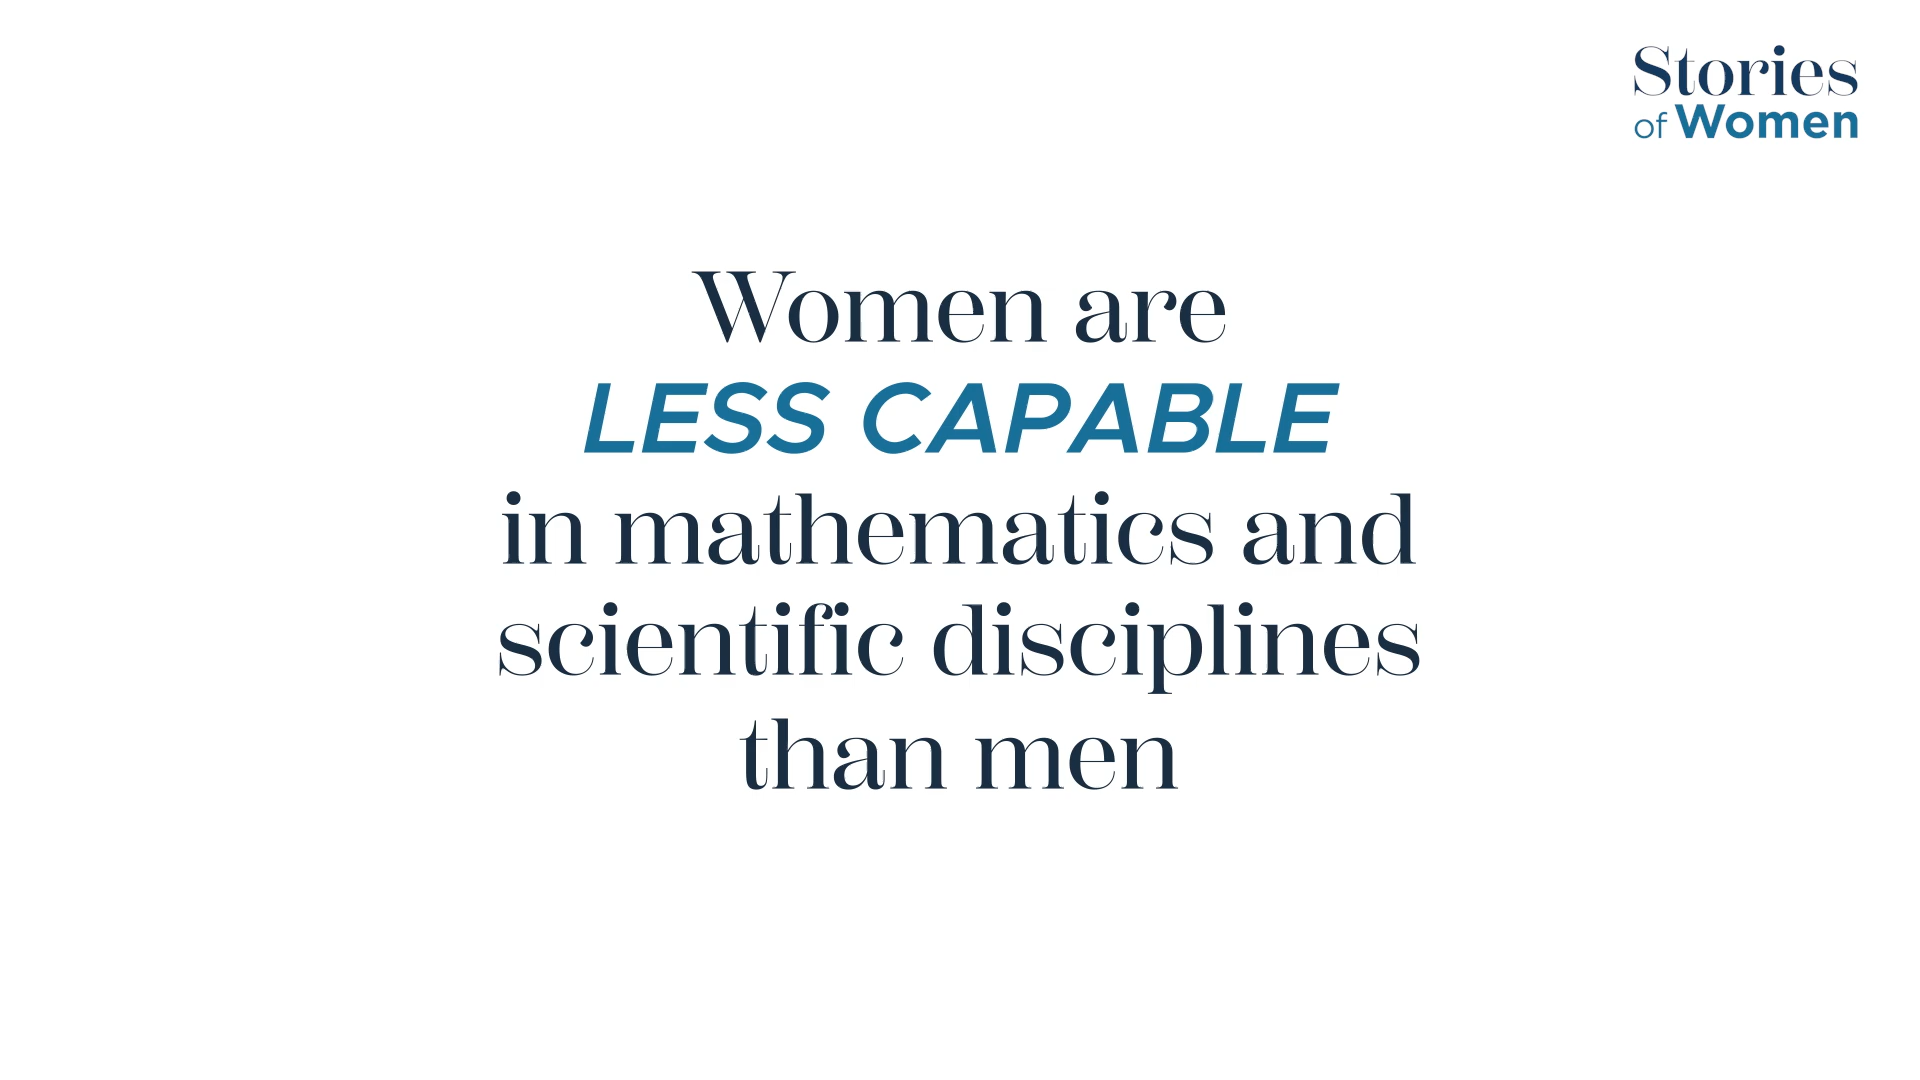 Stories
of Women
Women are
LESS CAPABLE
in mathematics and
scientific disciplines
than men